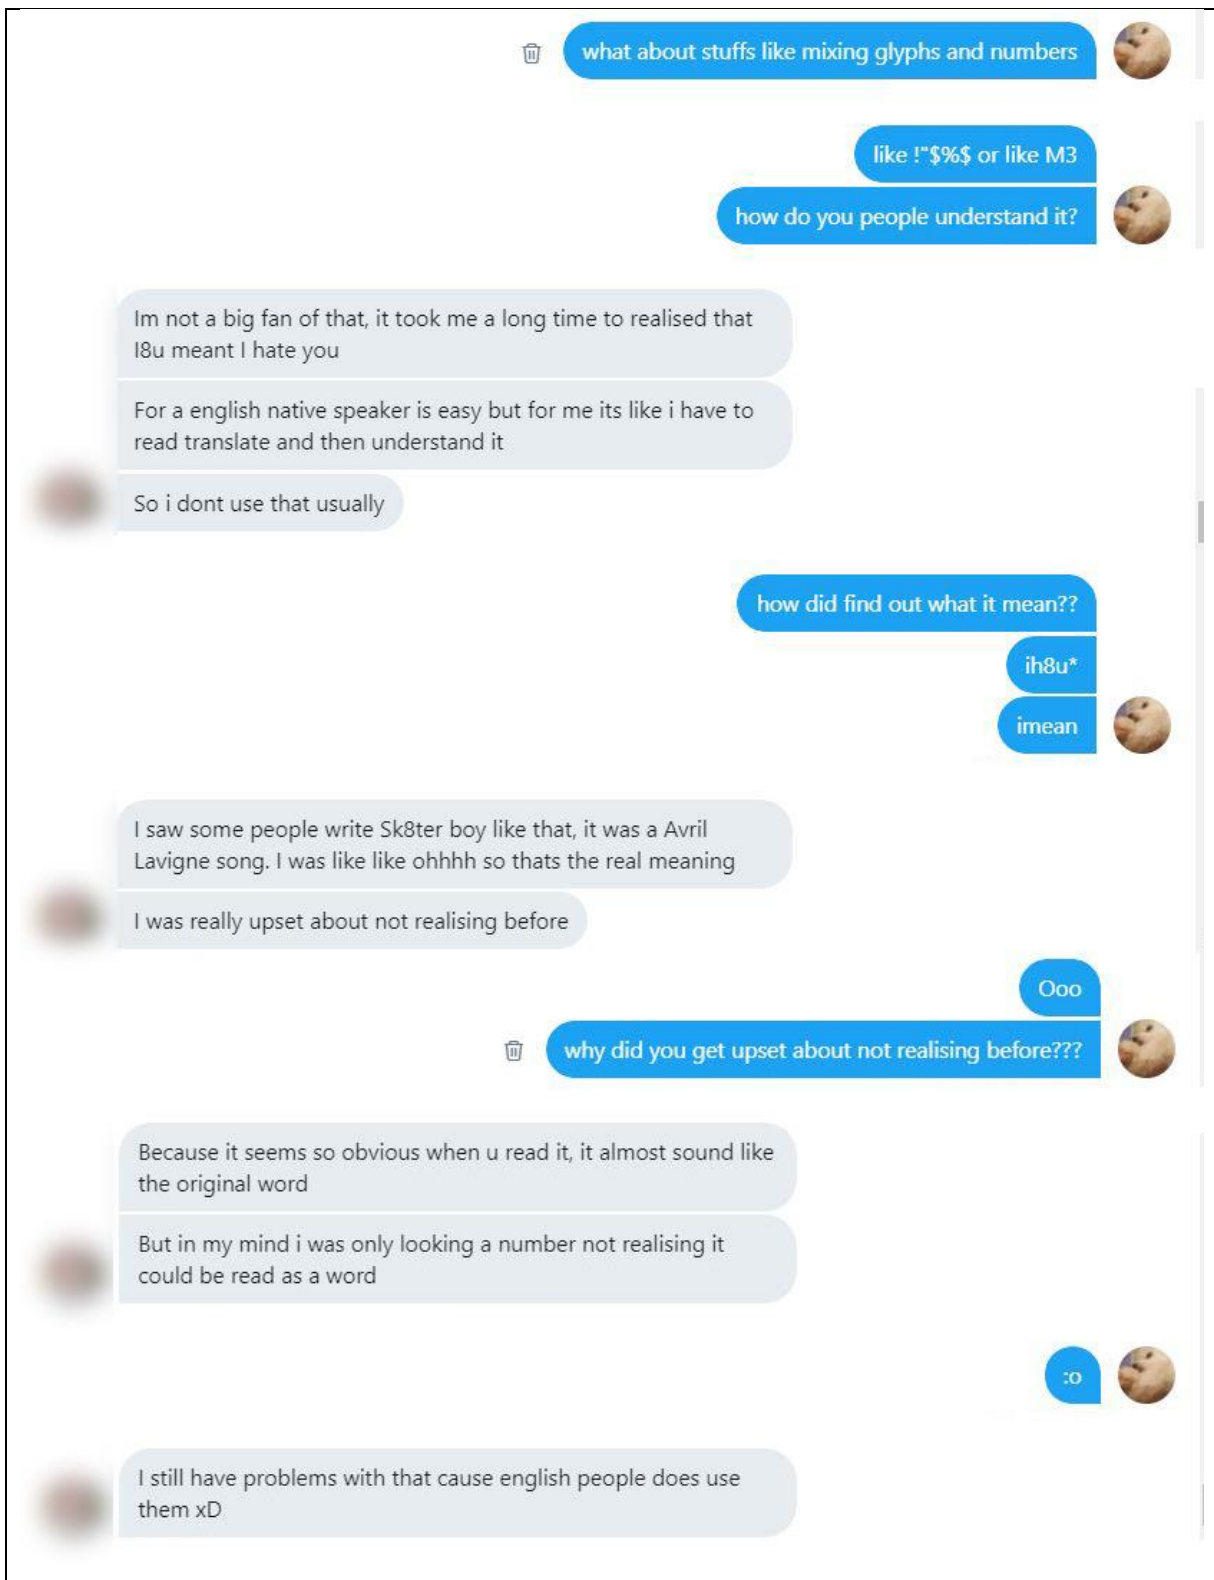 what about stuffs like mixing glyphs and numbers
like !"$%$ or like M3
how do you people understand it?
Im not a big fan of that, it took me a long time to realised that
I8u meant I hate you
For a english native speaker is easy but for me its like i have to
read translate and then understand it
So i dont use that usually
how did find out what it mean??
ih8u*
imean
I saw some people write Sk8ter boy like that, it was a Avril
Lavigne song. I was like like ohhhh so thats the real meaning
I was really upset about not realising before
Ooo
why did you get upset about not realising before???
Because it seems so obvious when u read it, it almost sound like
the original word
But in my mind i was only looking a number not realising it
could be read as a word
:o
I still have problems with that cause english people does use
them xD